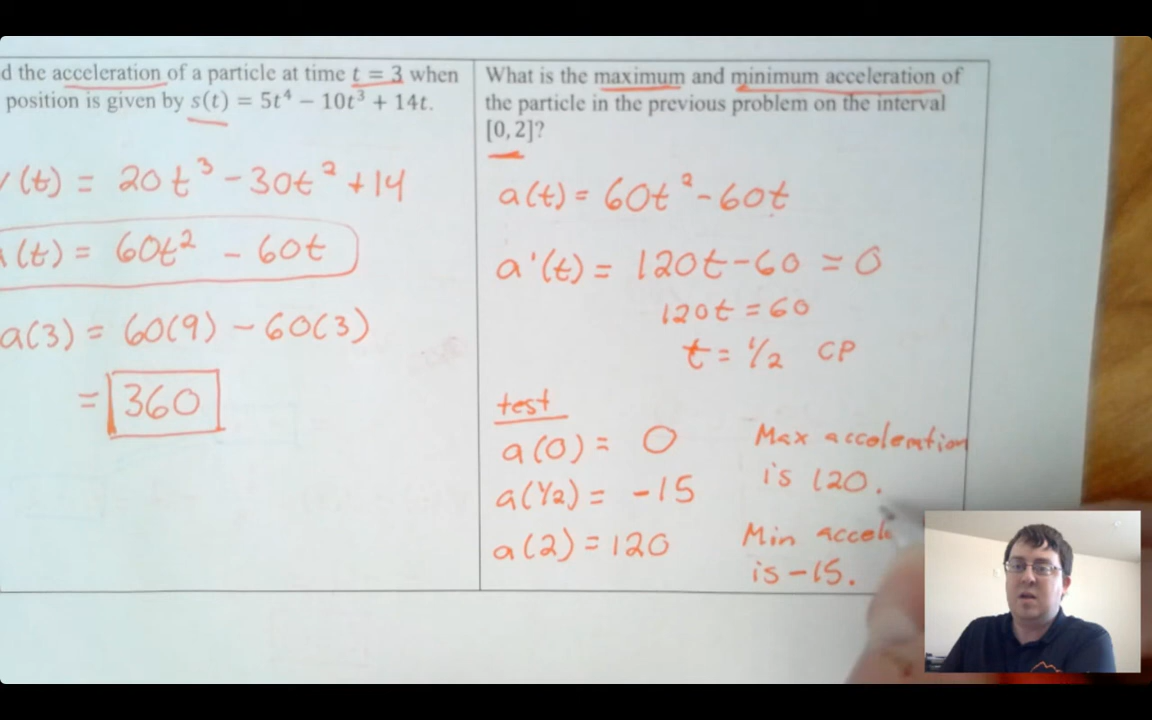 d the acceleration of a particle at time t = 3 when
position is given by s(t) = 5t⁴ − 10t³ + 14t.
(t) = 20t³ - 30t² + 14
(t) = 60t² - 60t
a(3) = 60(9) - 60(3)
= 360
What is the maximum and minimum acceleration of
the particle in the previous problem on the interval
[0, 2]?
a(t) = 60t² - 60t
a'(t) = 120t - 60 = 0
120t = 60
t = 1/2 CP
test
a(0) = 0
a(1/2) = -15
a(2) = 120
Max acceleration
is 120.
Min accele
is -15.